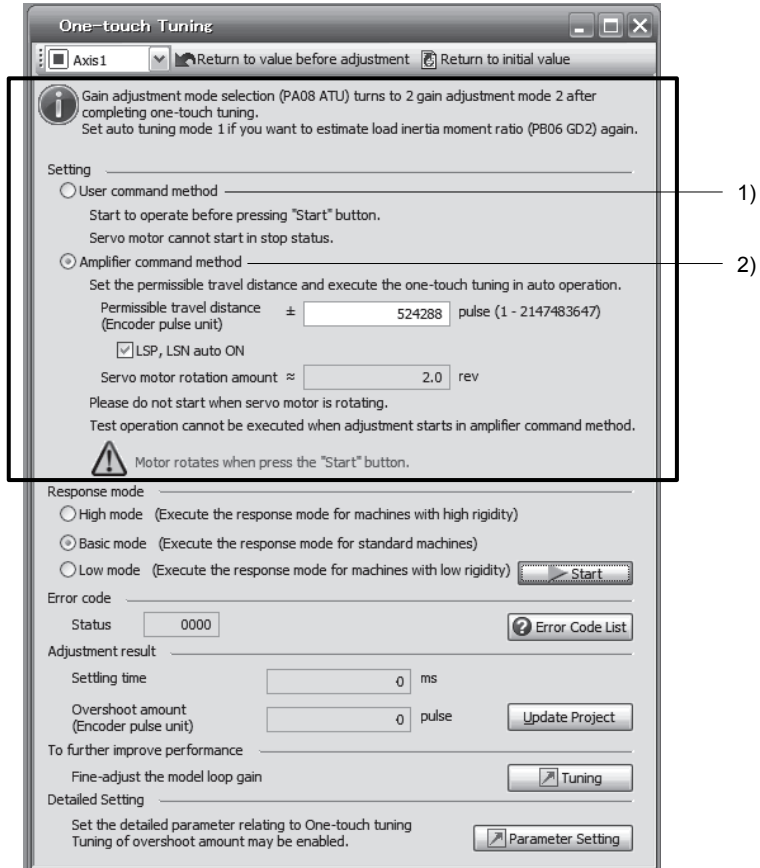 One-touch Tuning
Axis1 Return to value before adjustment Return to initial value
Gain adjustment mode selection (PA08 ATU) turns to 2 gain adjustment mode 2 after
completing one-touch tuning.
Set auto tuning mode 1 if you want to estimate load inertia moment ratio (PB06 GD2) again.
Setting
User command method 1)
Start to operate before pressing "Start" button.
Servo motor cannot start in stop status.
Amplifier command method 2)
Set the permissible travel distance and execute the one-touch tuning in auto operation.
Permissible travel distance
(Encoder pulse unit) ± 524288 pulse (1 - 2147483647)
LSP, LSN auto ON
Servo motor rotation amount ≈ 2.0 rev
Please do not start when servo motor is rotating.
Test operation cannot be executed when adjustment starts in amplifier command method.
Motor rotates when press the "Start" button.
Response mode
High mode (Execute the response mode for machines with high rigidity)
Basic mode (Execute the response mode for standard machines)
Low mode (Execute the response mode for machines with low rigidity) Start
Error code
Status 0000 Error Code List
Adjustment result
Settling time 0 ms
Overshoot amount
(Encoder pulse unit) 0 pulse Update Project
To further improve performance
Fine-adjust the model loop gain Tuning
Detailed Setting
Set the detailed parameter relating to One-touch tuning
Tuning of overshoot amount may be enabled. Parameter Setting